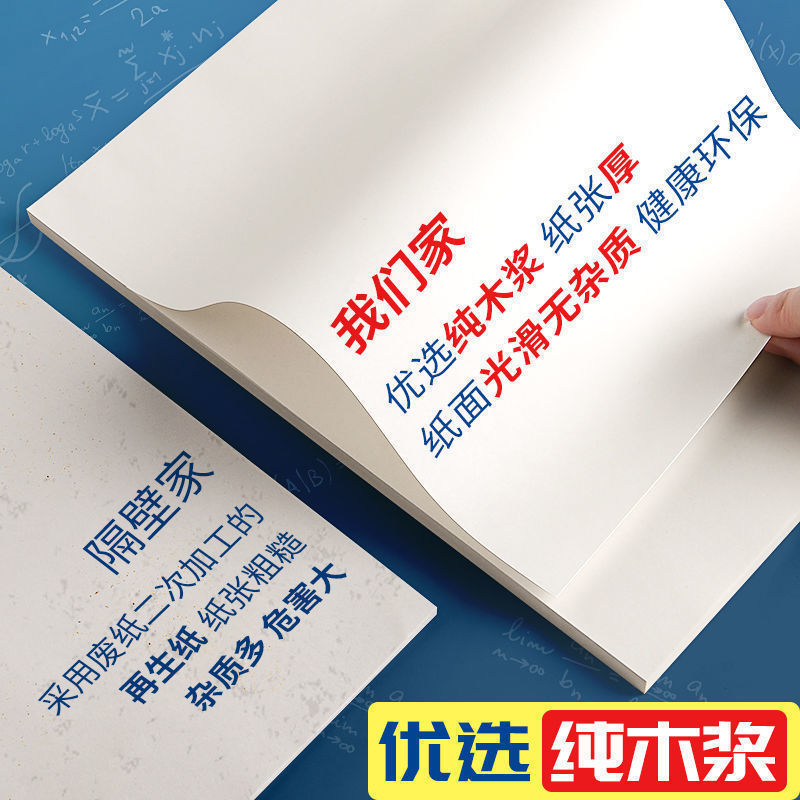 我们家
优选纯木浆 纸张厚
纸面光滑无杂质 健康环保
隔壁家
采用废纸二次加工的
再生纸 纸张粗糙
杂质多 危害大
优选 纯木浆